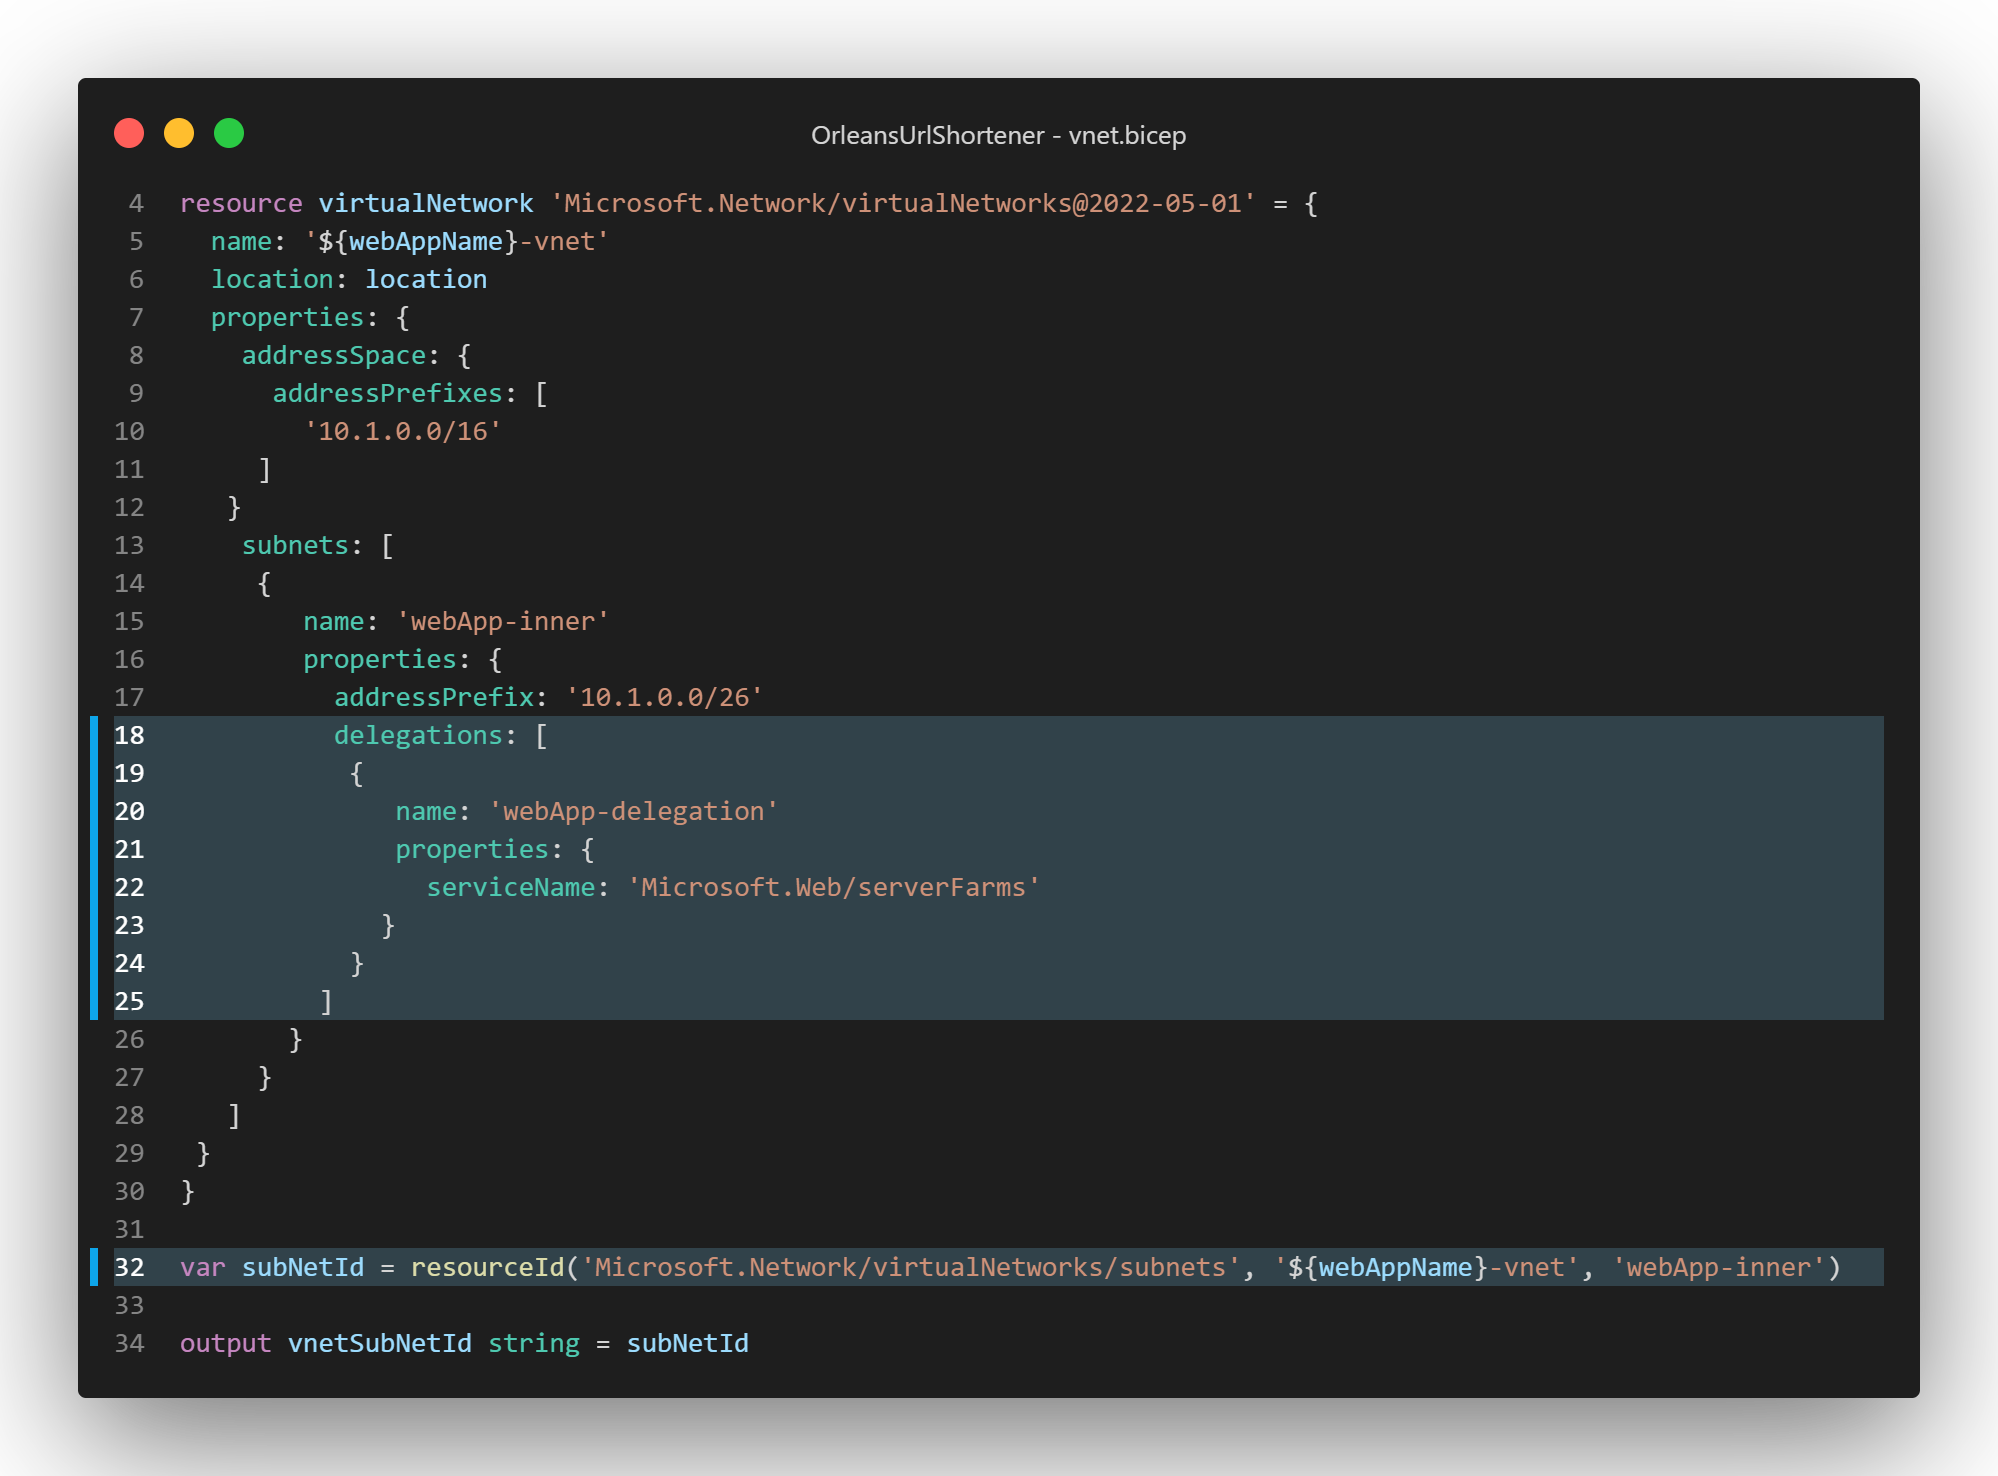 OrleansUrlShortener - vnet.bicep
4 resource virtualNetwork 'Microsoft.Network/virtualNetworks@2022-05-01' = {
5   name: '${webAppName}-vnet'
6   location: location
7   properties: {
8     addressSpace: {
9       addressPrefixes: [
10         '10.1.0.0/16'
11      ]
12    }
13     subnets: [
14      {
15         name: 'webApp-inner'
16         properties: {
17           addressPrefix: '10.1.0.0/26'
18           delegations: [
19            {
20               name: 'webApp-delegation'
21               properties: {
22                 serviceName: 'Microsoft.Web/serverFarms'
23              }
24            }
25          ]
26        }
27      }
28    ]
29  }
30 }
31
32 var subNetId = resourceId('Microsoft.Network/virtualNetworks/subnets', '${webAppName}-vnet', 'webApp-inner')
33
34 output vnetSubNetId string = subNetId